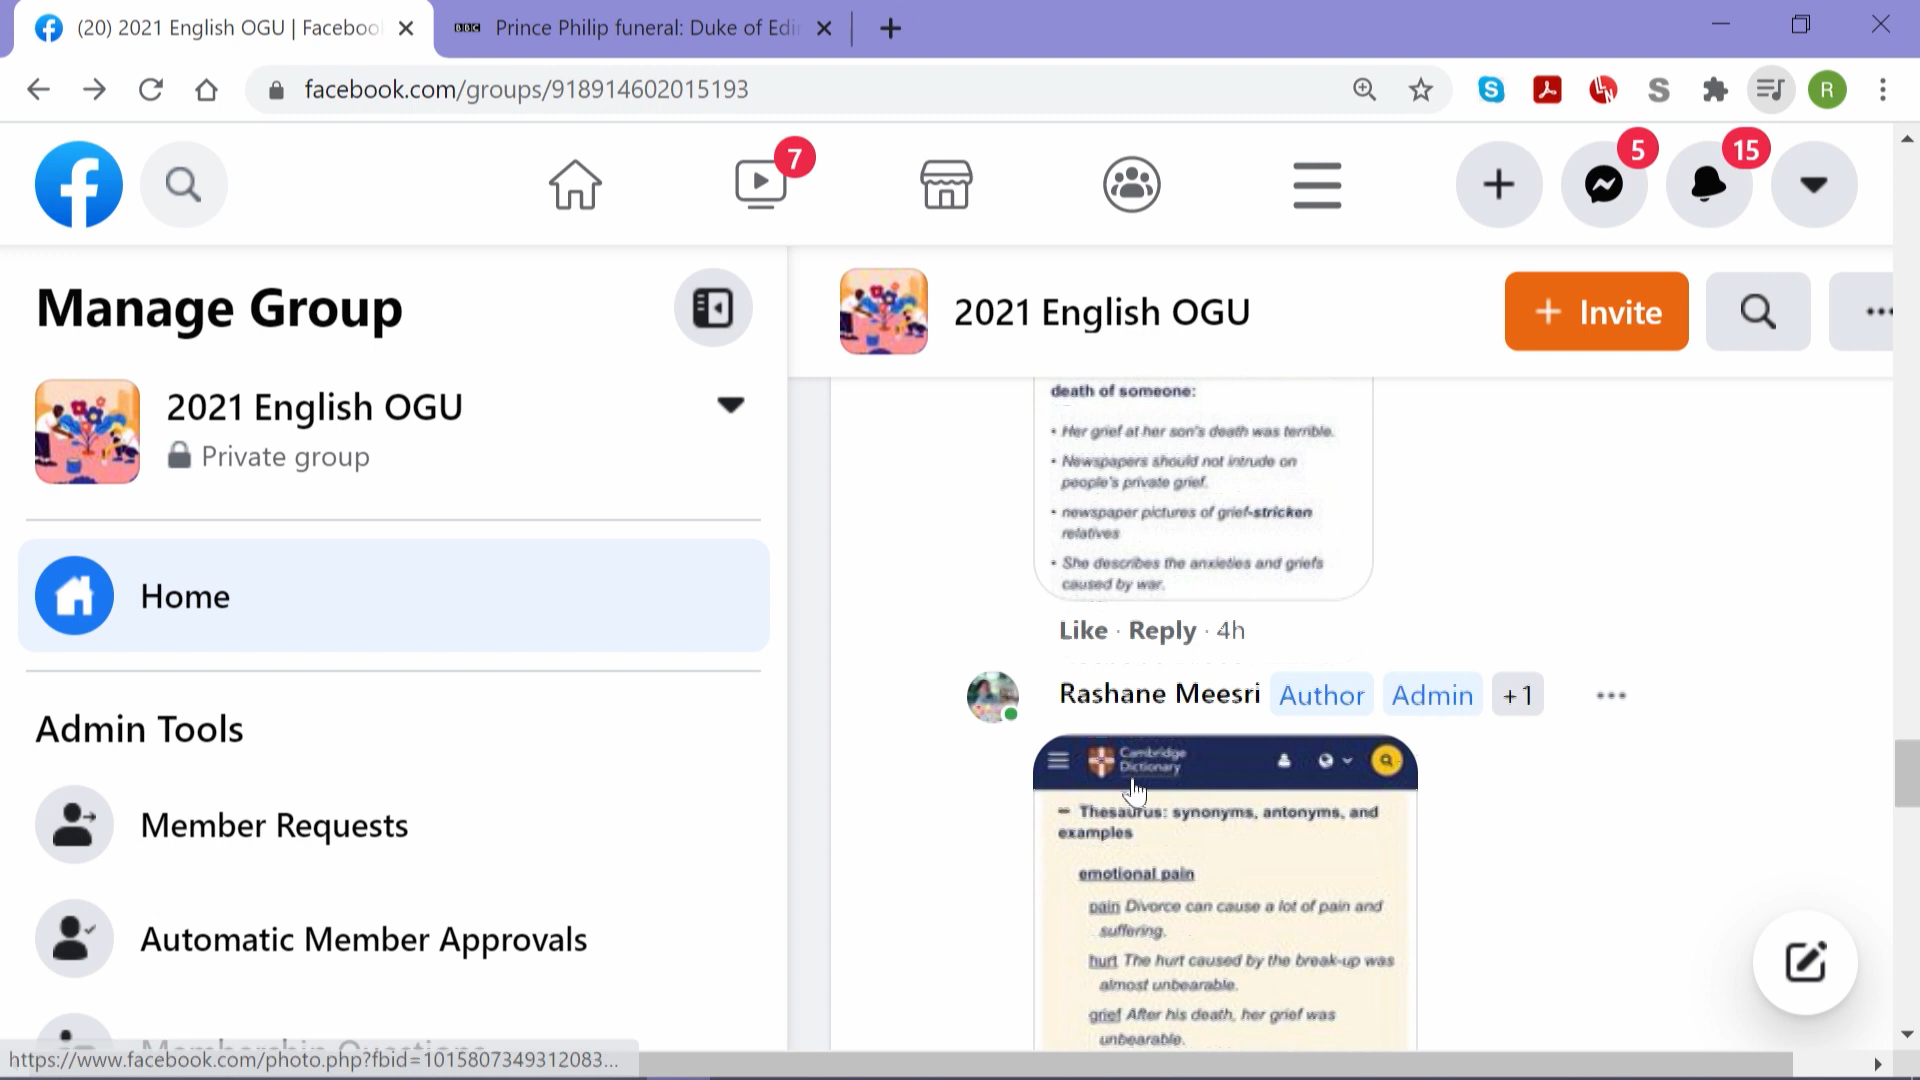 (20) 2021 English OGU | Facebook
BBC Prince Philip funeral: Duke of Edi
facebook.com/groups/918914602015193
R
7
5
15
Manage Group
2021 English OGU
Private group
Home
Admin Tools
Member Requests
Automatic Member Approvals
Membership Questions
https://www.facebook.com/photo.php?fbid=1015807349312083...
2021 English OGU
+ Invite
death of someone:
• Her grief at her son's death was terrible.
• Newspapers should not intrude on
people's private grief.
• newspaper pictures of grief-stricken
relatives
• She describes the anxieties and griefs
caused by war.
Like · Reply · 4h
Rashane Meesri Author Admin +1
Cambridge
Dictionary
– Thesaurus: synonyms, antonyms, and
examples
emotional pain
pain Divorce can cause a lot of pain and
suffering.
hurt The hurt caused by the break-up was
almost unbearable.
grief After his death, her grief was
unbearable.